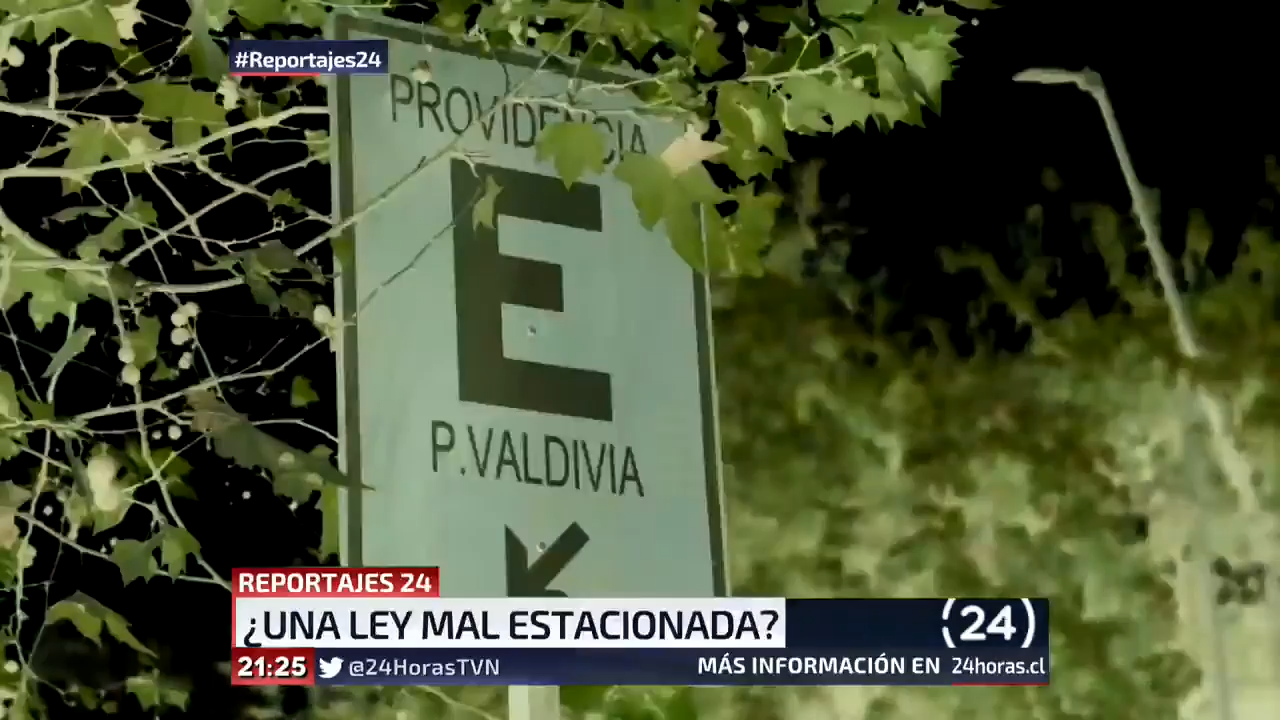 #Reportajes24
PROVIDENCIA
E
P.VALDIVIA
REPORTAJES 24
¿UNA LEY MAL ESTACIONADA?
(24)
21:25 @24HorasTVN MÁS INFORMACIÓN EN 24horas.cl